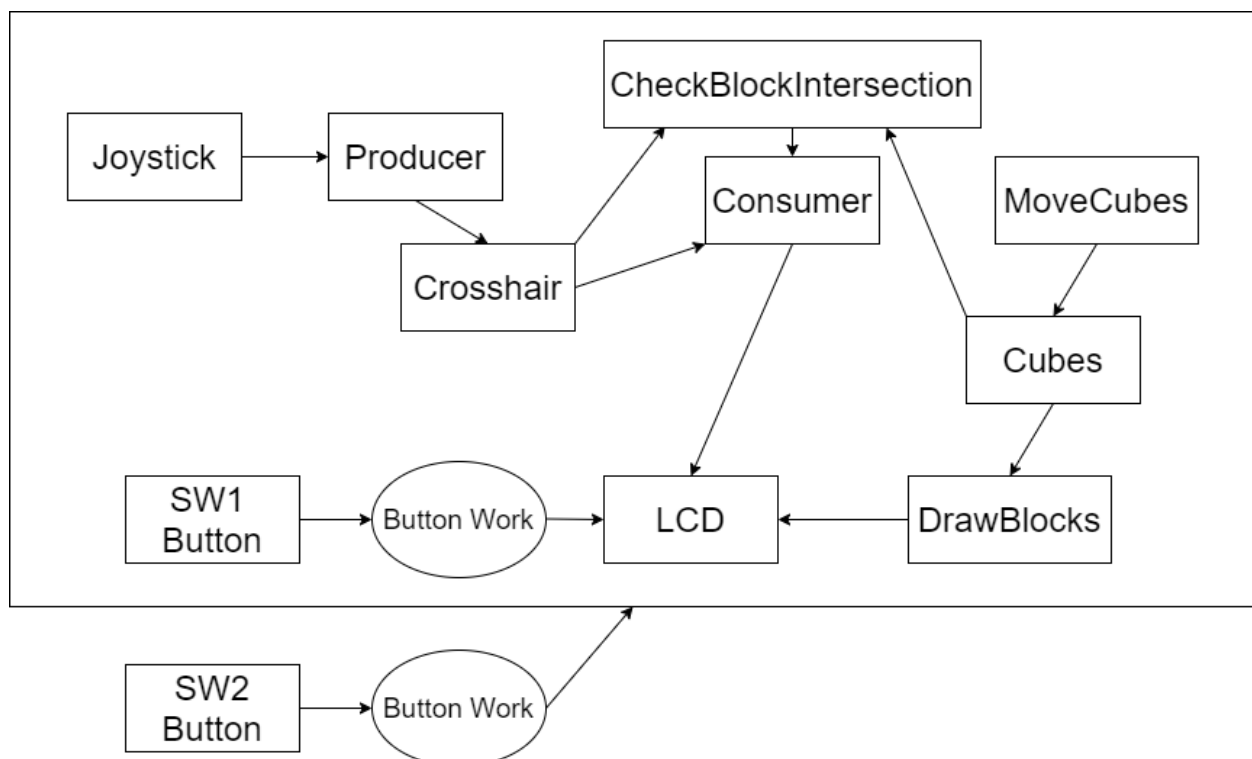 CheckBlockIntersection
Joystick
Producer
Consumer
MoveCubes
Crosshair
Cubes
SW1
Button
Button Work
LCD
DrawBlocks
SW2
Button
Button Work